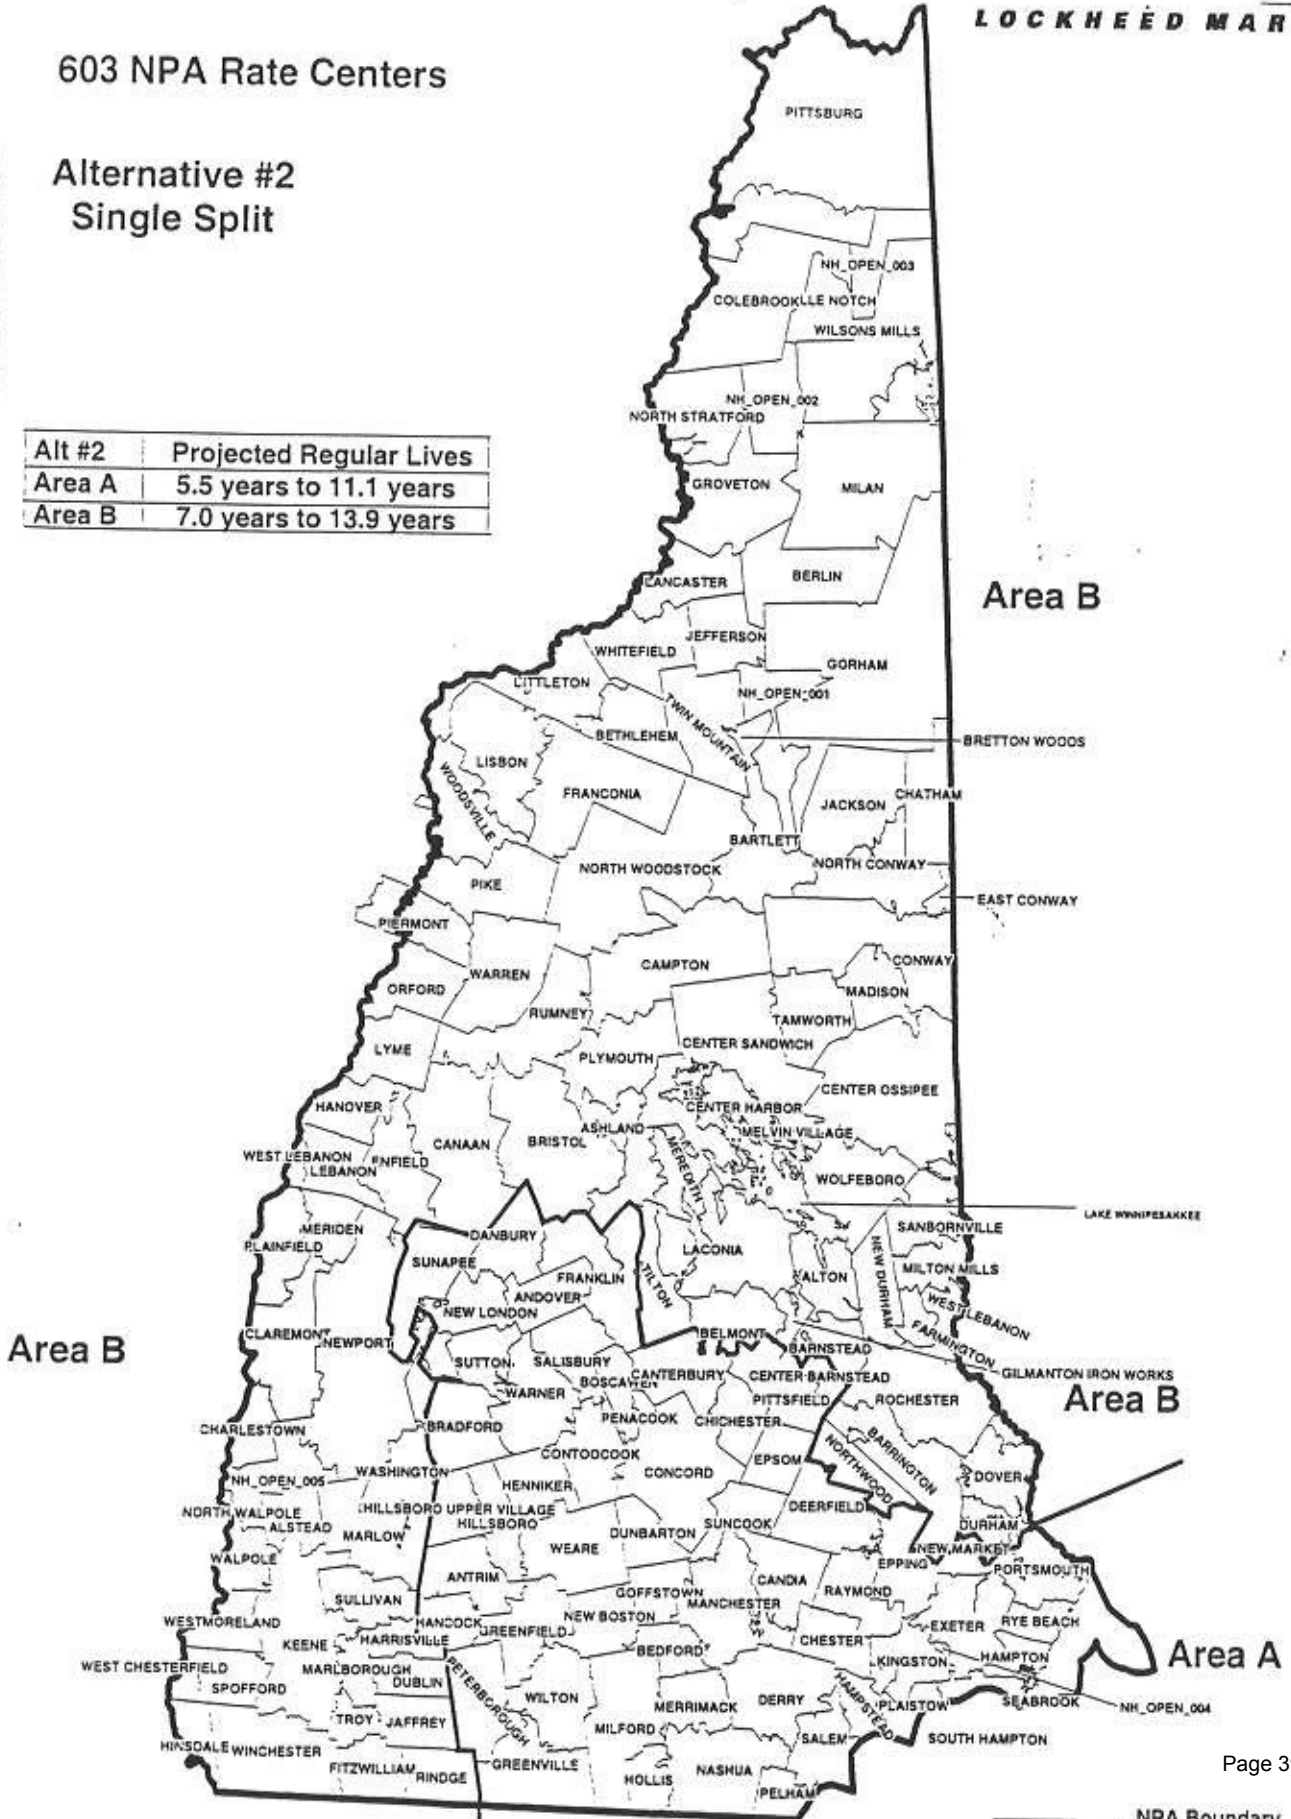 LOCKHEED MAR
603 NPA Rate Centers
Alternative #2
Single Split
Alt #2 Projected Regular Lives
Area A 5.5 years to 11.1 years
Area B 7.0 years to 13.9 years
PITTSBURG
NH_OPEN_003
COLEBROOK LLE NOTCH
WILSONS MILLS
NH_OPEN_002
NORTH STRATFORD
GROVETON
MILAN
LANCASTER
BERLIN
Area B
JEFFERSON
WHITEFIELD
GORHAM
LITTLETON
NH_OPEN_001
TWIN MOUNTAIN
BETHLEHEM
BRETTON WOODS
LISBON
WOODSVILLE
FRANCONIA
JACKSON
CHATHAM
BARTLETT
NORTH WOODSTOCK
NORTH CONWAY
PIKE
EAST CONWAY
PIERMONT
CONWAY
CAMPTON
WARREN
ORFORD
MADISON
RUMNEY
TAMWORTH
LYME
CENTER SANDWICH
PLYMOUTH
CENTER OSSIPEE
HANOVER
CENTER HARBOR
ASHLAND
MELVIN VILLAGE
CANAAN
BRISTOL
WEST LEBANON
LEBANON
ENFIELD
MEREDITH
WOLFEBORO
LAKE WINNIPESAKKEE
MERIDEN
PLAINFIELD
DANBURY
SANBORNVILLE
LACONIA
SUNAPEE
MILTON MILLS
FRANKLIN
TILTON
ALTON
NEW DURHAM
ANDOVER
NEW LONDON
WEST LEBANON
FARMINGTON
Area B
CLAREMONT
NEWPORT
BELMONT
BARNSTEAD
SUTTON
SALISBURY
GILMANTON IRON WORKS
CANTERBURY
CENTER BARNSTEAD
BOSCAWEN
WARNER
PITTSFIELD
ROCHESTER
Area B
PENACOOK
CHICHESTER
BRADFORD
CHARLESTOWN
BARRINGTON
CONTOOCOOK
EPSOM
NORTHWOOD
WASHINGTON
CONCORD
DOVER
NH_OPEN_005
HENNIKER
HILLSBORO UPPER VILLAGE
DEERFIELD
NORTH WALPOLE
HILLSBORO
SUNCOOK
DURHAM
ALSTEAD
MARLOW
DUNBARTON
WEARE
NEW MARKET
WALPOLE
EPPING
PORTSMOUTH
ANTRIM
CANDIA
RAYMOND
SULLIVAN
GOFFSTOWN
MANCHESTER
WESTMORELAND
HANCOCK
NEW BOSTON
RYE BEACH
GREENFIELD
EXETER
KEENE
HARRISVILLE
CHESTER
BEDFORD
HAMPTON
Area A
KINGSTON
WEST CHESTERFIELD
MARLBOROUGH
DUBLIN
SPOFFORD
PETERBOROUGH
WILTON
DERRY
HAMPSTEAD
SEABROOK
MERRIMACK
PLAISTOW
NH_OPEN_004
TROY
JAFFREY
MILFORD
SALEM
SOUTH HAMPTON
HINSDALE
WINCHESTER
GREENVILLE
Page 3
FITZWILLIAM
RINDGE
NASHUA
HOLLIS
PELHAM
NPA Boundary